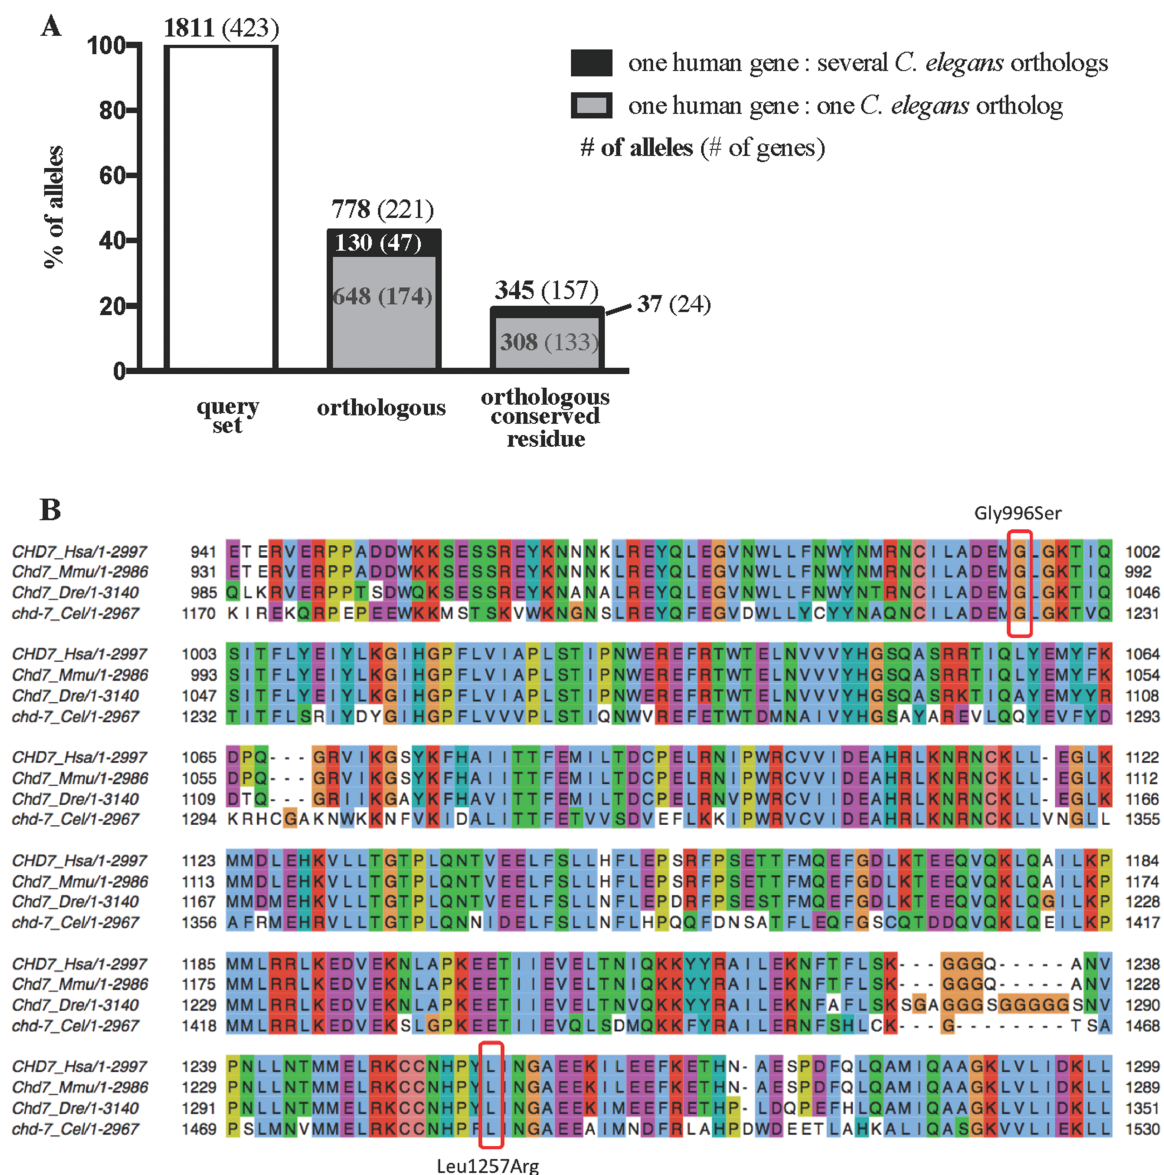 A
1811 (423)
100
80
60
40
20
0
% of alleles
778 (221)
130 (47)
648 (174)
345 (157)
37 (24)
308 (133)
query set
orthologous
orthologous conserved residue
one human gene : several C. elegans orthologs
one human gene : one C. elegans ortholog
# of alleles (# of genes)
B
Gly996Ser
CHD7_Hsa/1-2997 941 ETERVERPPADDWKKSESSREYKNNNKLREYQLEGVNWLLFNWYNMRNCILADEMGLGKTIQ 1002
Chd7_Mmu/1-2986 931 ETERVERPPADDWKKSESSREYKNNNKLREYQLEGVNWLLFNWYNMRNCILADEMGLGKTIQ 992
Chd7_Dre/1-3140 985 QLKRVERPPTSDWQKSESSREYKNANALREYQLEGVNWLLFNWYNTRNCILADEMGLGKTIQ 1046
chd-7_Cel/1-2967 1170 KIREKQRPEPEEWKKMSTSKVWKNGNSLREYQFEGVDWLLYCYYNAQNCILADEMGLGKTVQ 1231
CHD7_Hsa/1-2997 1003 SITFLYEIYLKGIHGPFLVIAPLSTIPNWEREFRTWTELNVVVYHGSQASRRTIQLYEMYFK 1064
Chd7_Mmu/1-2986 993 SITFLYEIYLKGIHGPFLVIAPLSTIPNWEREFRTWTELNVVVYHGSQASRRTIQLYEMYFK 1054
Chd7_Dre/1-3140 1047 SITFLYEIYLKGIHGPFLVIAPLSTIPNWEREFRTWTELNVVVYHGSQASRKTIQAYEMYYR 1108
chd-7_Cel/1-2967 1232 TITFLSRIYDYGIHGPFLVVVPLSTIQNWVREFETWTDMNAIVYHGSAYAREVLQQYEVFYD 1293
CHD7_Hsa/1-2997 1065 DPQ---GRVIKGSYKFHAIITTFEMILTDCPELRNIPWRCVVIDEAHRLKNRNCKLL-EGLK 1122
Chd7_Mmu/1-2986 1055 DPQ---GRVIKGSYKFHAIITTFEMILTDCPELRNIPWRCVVIDEAHRLKNRNCKLL-EGLK 1112
Chd7_Dre/1-3140 1109 DTQ---GRIIKGAYKFHAVITTFEMILTDCPELRNVPWRCVIIDEAHRLKNRNCKLL-EGLK 1166
chd-7_Cel/1-2967 1294 KRHCGAKNWKKNFVKIDALITTFETVVSDVEFLKKIPWRCVIIDEAHRLKNRNCKLLVNGLL 1355
CHD7_Hsa/1-2997 1123 MMDLEHKVLLTGTPLQNTVEELFSLLHFLEPSRFPSETTFMQEFGDLKTEEQVQKLQAILKP 1184
Chd7_Mmu/1-2986 1113 MMDLEHKVLLTGTPLQNTVEELFSLLHFLEPSRFPSETTFMQEFGDLKTEEQVQKLQAILKP 1174
Chd7_Dre/1-3140 1167 MMDMEHKVLLTGTPLQNTVEELFSLLNFLEPDRFPSESTFMQEFGDLKTEEQVQKLQGILKP 1228
chd-7_Cel/1-2967 1356 AFRMEHRVLLTGTPLQNNIDELFSLLNFLHPQQFDNSATFLEQFGSCQTDDQVQKLQEILKP 1417
CHD7_Hsa/1-2997 1185 MMLRRLKEDVEKNLAPKEETIIEVELTNIQKKYYRAILEKNFTFLSK---GGGQ-----ANV 1238
Chd7_Mmu/1-2986 1175 MMLRRLKEDVEKNLAPKEETIIEVELTNIQKKYYRAILEKNFTFLSK---GGGQ-----ANV 1228
Chd7_Dre/1-3140 1229 MMLRRLKEDVEKNLAPKEETIIEVELTNVQKKYYRAILEKNFAFLSKSGAGGGSGGGGGSNV 1290
chd-7_Cel/1-2967 1418 MMLRRLKEDVEKSLGPKEETIIEVQLSDMQKKFYRAILERNFSHLCK---G--------TSA 1468
CHD7_Hsa/1-2997 1239 PNLLNTMMELRKCCNHPYLINGAEEKILEEFKETHN-AESPDFQLQAMIQAAGKLVLIDKLL 1299
Chd7_Mmu/1-2986 1229 PNLLNTMMELRKCCNHPYLINGAEEKILEEFKETHN-AESPDFQLQAMIQAAGKLVLIDKLL 1289
Chd7_Dre/1-3140 1291 PNLLNTMMELRKCCNHPYLINGAEEKIMEEFRETHP-LDQPEFHLQAMIQAAGKLVLIDKLL 1351
chd-7_Cel/1-2967 1469 PSLMNVMMELRKCCNHPFLINGAEEAIMNDFRLAHPDWDEETLAHKALIQASGKVVLIEKLL 1530
Leu1257Arg